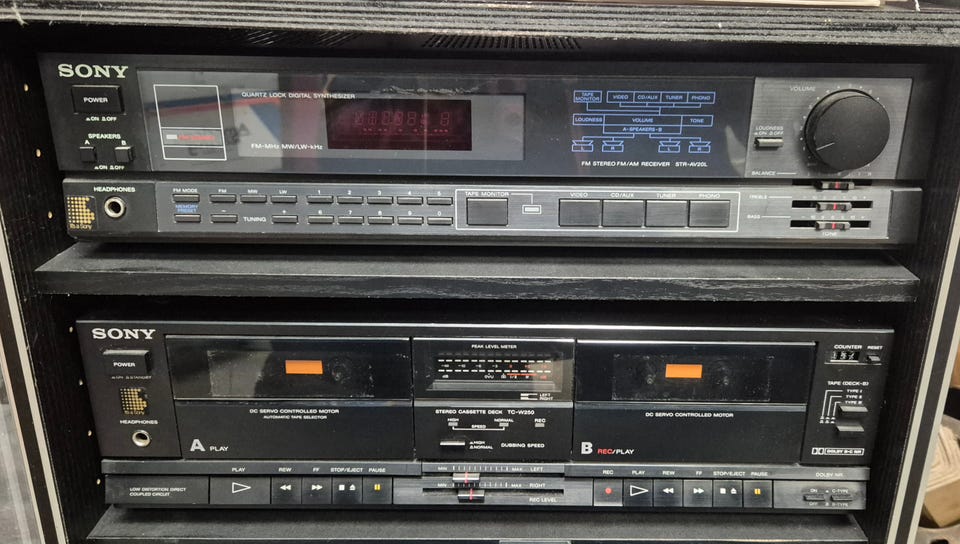 SONY
POWER
ON OFF
SPEAKERS
A B
ON OFF
QUARTZ LOCK DIGITAL SYNTHESIZER
FM-MHz MW/LW-kHz
TAPE MONITOR VIDEO CD/AUX TUNER PHONO
LOUDNESS VOLUME TONE
A-SPEAKERS-B
L R L R
FM STEREO FM/AM RECEIVER STR-AV20L
VOLUME
LOUDNESS
ON OFF
BALANCE
HEADPHONES
It's a Sony
FM MODE FM MW LW 1 2 3 4 5
MEMORY PRESET
- TUNING + 6 7 8 9 0
TAPE MONITOR VIDEO CD/AUX TUNER PHONO
TREBLE
BASS
TONE
SONY
POWER
ON STANDBY
It's a Sony
HEADPHONES
DC SERVO CONTROLLED MOTOR
AUTOMATIC TAPE SELECTOR
A PLAY
PEAK LEVEL METER
LEFT
RIGHT
STEREO CASSETTE DECK TC-W250
HIGH NORMAL REC
SPEED
HIGH
NORMAL DUBBING SPEED
DC SERVO CONTROLLED MOTOR
B REC/PLAY
COUNTER RESET
TAPE (DECK-B)
TYPE I
TYPE II
TYPE IV
DOLBY B-C NR
LOW DISTORTION DIRECT
COUPLED CIRCUIT
PLAY REW FF STOP/EJECT PAUSE
MIN MAX LEFT
MIN MAX RIGHT
REC LEVEL
REC PLAY REW FF STOP/EJECT PAUSE
DOLBY NR
ON C-TYPE
OFF B-TYPE